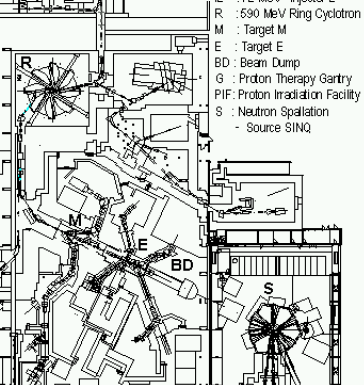 R : 590 MeV Ring Cyclotron
M : Target M
E : Target E
BD : Beam Dump
G : Proton Therapy Gantry
PIF: Proton Irradiation Facility
S : Neutron Spallation
- Source SINQ
R
M
E
BD
S